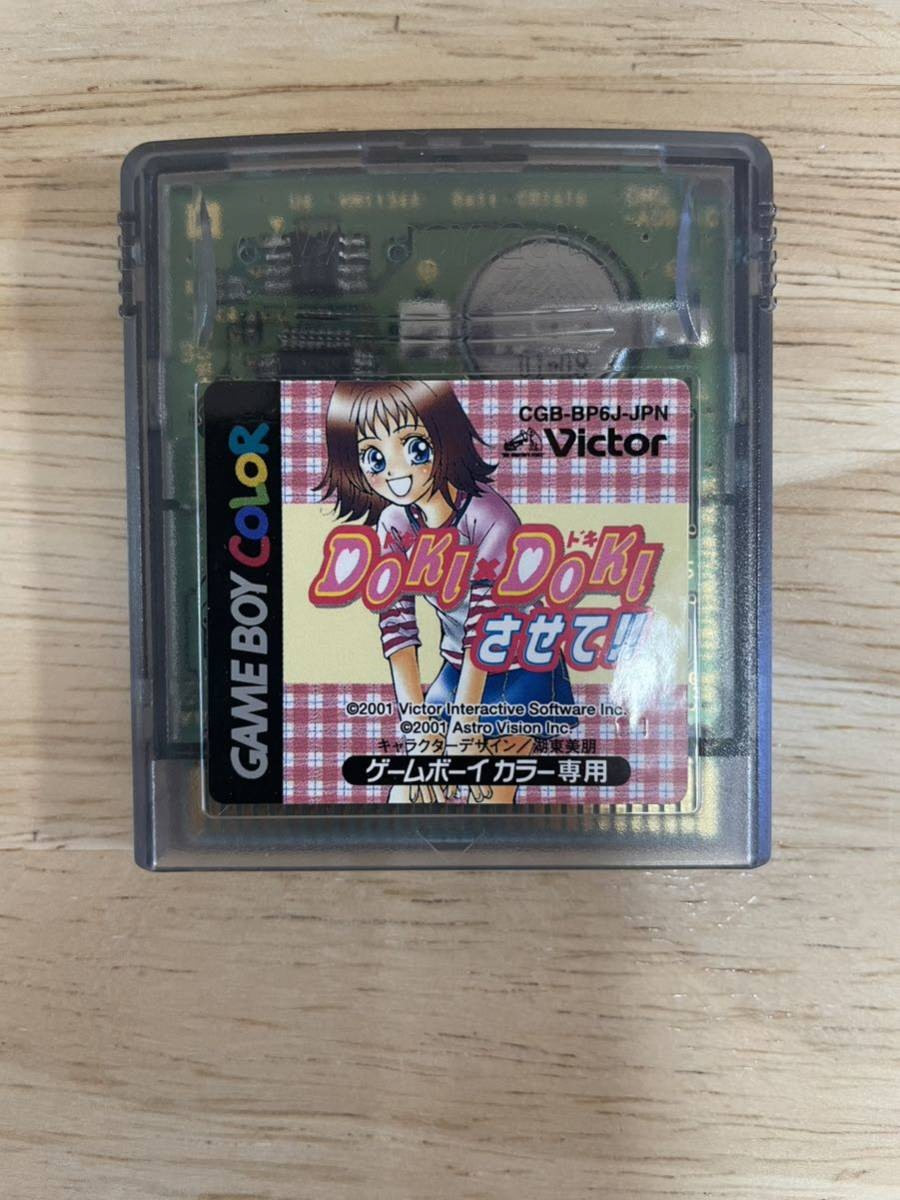 CGB-BP6J-JPN
Victor
GAME BOY COLOR
ドキ ドキ
DOKI×DOKI
させて!!
©2001 Victor Interactive Software Inc.
©2001 Astro Vision Inc.
キャラクターデザイン/湖東美朋
ゲームボーイカラー専用